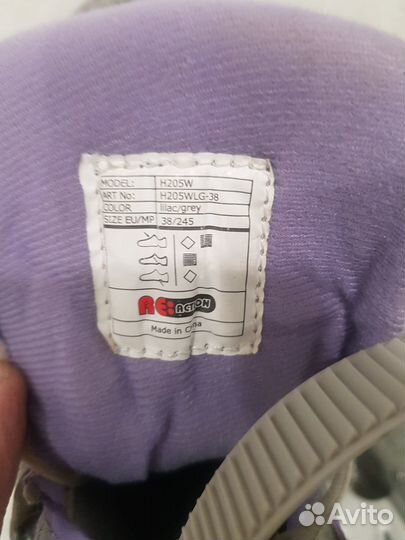 MODEL: H205W
ART No: H205WLG-38
COLOR lilac/grey
SIZE EU/MP 38/245
RE:ACTION
Made in China
Avito